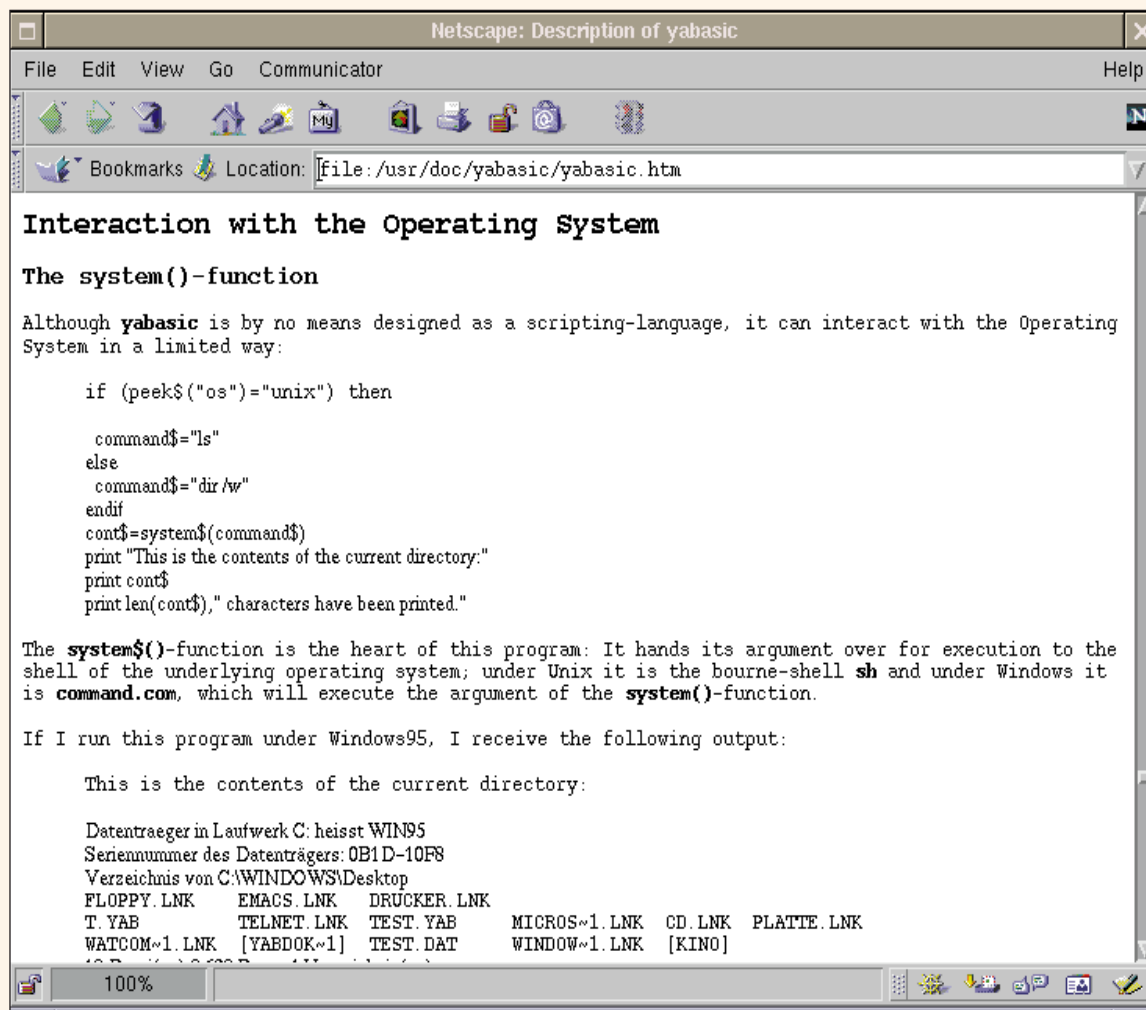 Netscape: Description of yabasic
File Edit View Go Communicator Help
My
N
Bookmarks Location: file:/usr/doc/yabasic/yabasic.htm
Interaction with the Operating System
The system()-function
Although yabasic is by no means designed as a scripting-language, it can interact with the Operating
System in a limited way:
if (peek$("os")="unix") then
command$="ls"
else
command$="dir /w"
endif
cont$=system$(command$)
print "This is the contents of the current directory:"
print cont$
print len(cont$)," characters have been printed."
The system$()-function is the heart of this program: It hands its argument over for execution to the
shell of the underlying operating system; under Unix it is the bourne-shell sh and under Windows it
is command.com, which will execute the argument of the system()-function.
If I run this program under Windows95, I receive the following output:
This is the contents of the current directory:
Datentraeger in Laufwerk C: heisst WIN95
Seriennummer des Datenträgers: 0B1D-10F8
Verzeichnis von C:\WINDOWS\Desktop
FLOPPY.LNK EMACS.LNK DRUCKER.LNK
T.YAB TELNET.LNK TEST.YAB MICROS~1.LNK CD.LNK PLATTE.LNK
WATCOM~1.LNK [YABDOK~1] TEST.DAT WINDOW~1.LNK [KINO]
100%